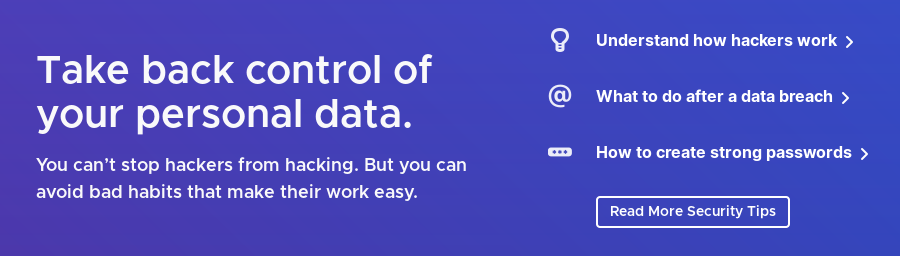 Take back control of
your personal data.
You can’t stop hackers from hacking. But you can
avoid bad habits that make their work easy.
Understand how hackers work
What to do after a data breach
How to create strong passwords
Read More Security Tips